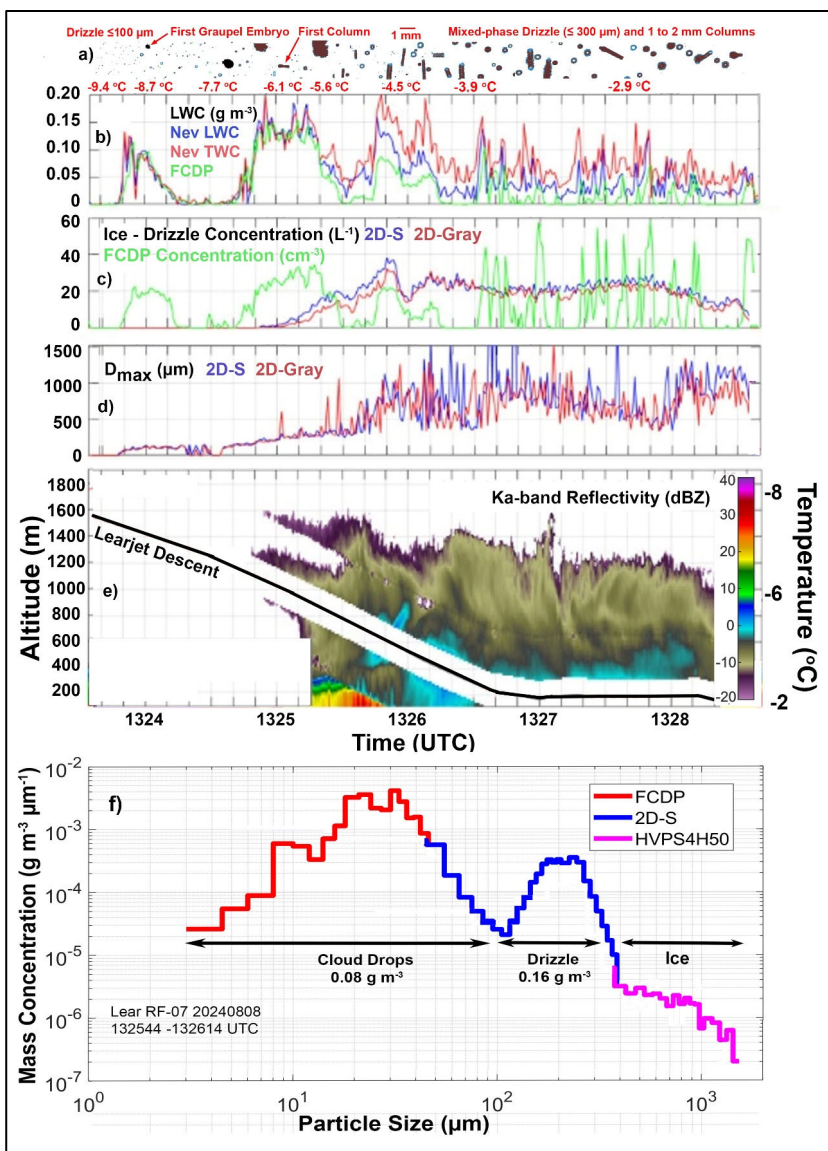 Drizzle ≤100 µm First Graupel Embryo First Column 1 mm Mixed-phase Drizzle (≤ 300 µm) and 1 to 2 mm Columns
a)
-9.4 °C -8.7 °C -7.7 °C -6.1 °C -5.6 °C -4.5 °C -3.9 °C -2.9 °C
0.20
0.15
0.10
0.05
0
b)
LWC (g m-3)
Nev LWC
Nev TWC
FCDP
60
40
20
0
c)
Ice - Drizzle Concentration (L-1) 2D-S 2D-Gray
FCDP Concentration (cm-3)
1500
1000
500
0
d)
Dmax (µm) 2D-S 2D-Gray
Altitude (m)
1800
1600
1400
1200
1000
800
600
400
200
e)
Learjet Descent
Ka-band Reflectivity (dBZ)
40
30
20
10
0
-10
-20
-8
-6
-2
Temperature (°C)
1324 1325 1326 1327 1328
Time (UTC)
f)
Mass Concentration (g m-3 µm-1)
10-2
10-3
10-4
10-5
10-6
10-7
FCDP
2D-S
HVPS4H50
Cloud Drops
0.08 g m-3
Drizzle
0.16 g m-3
Ice
Lear RF-07 20240808
132544 -132614 UTC
100 101 102 103
Particle Size (µm)